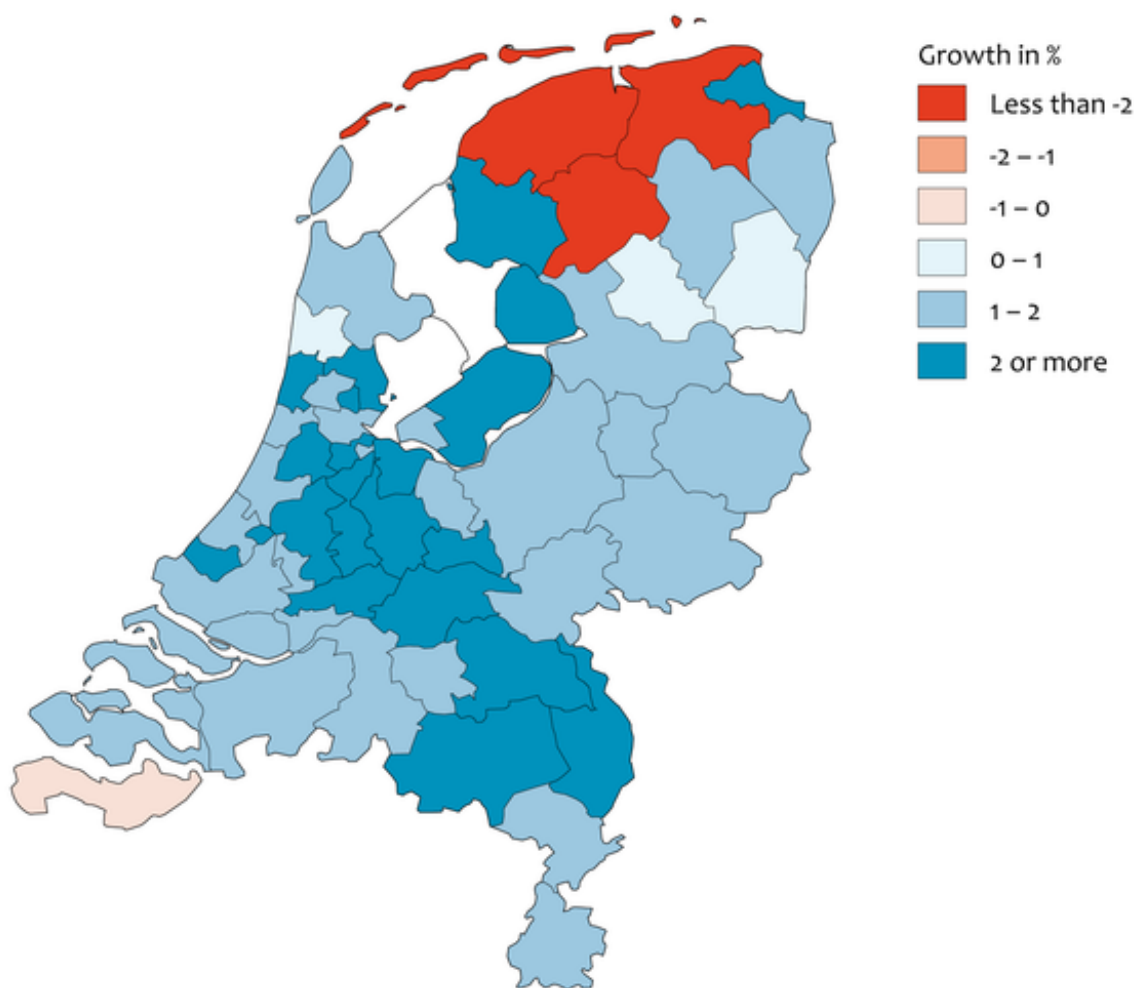 Growth in %
Less than -2
-2 – -1
-1 – 0
0 – 1
1 – 2
2 or more